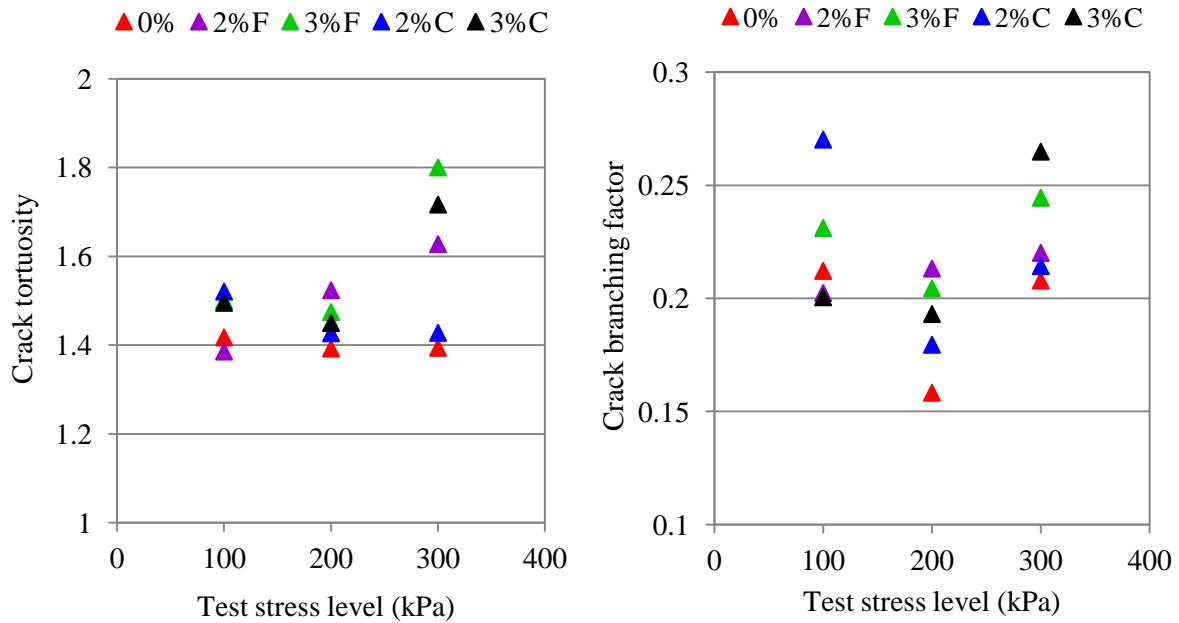 0% 2%F 3%F 2%C 3%C
2
1.8
1.6
1.4
1.2
1
0 100 200 300 400
Crack tortuosity
Test stress level (kPa)
0% 2%F 3%F 2%C 3%C
0.3
0.25
0.2
0.15
0.1
0 100 200 300 400
Crack branching factor
Test stress level (kPa)